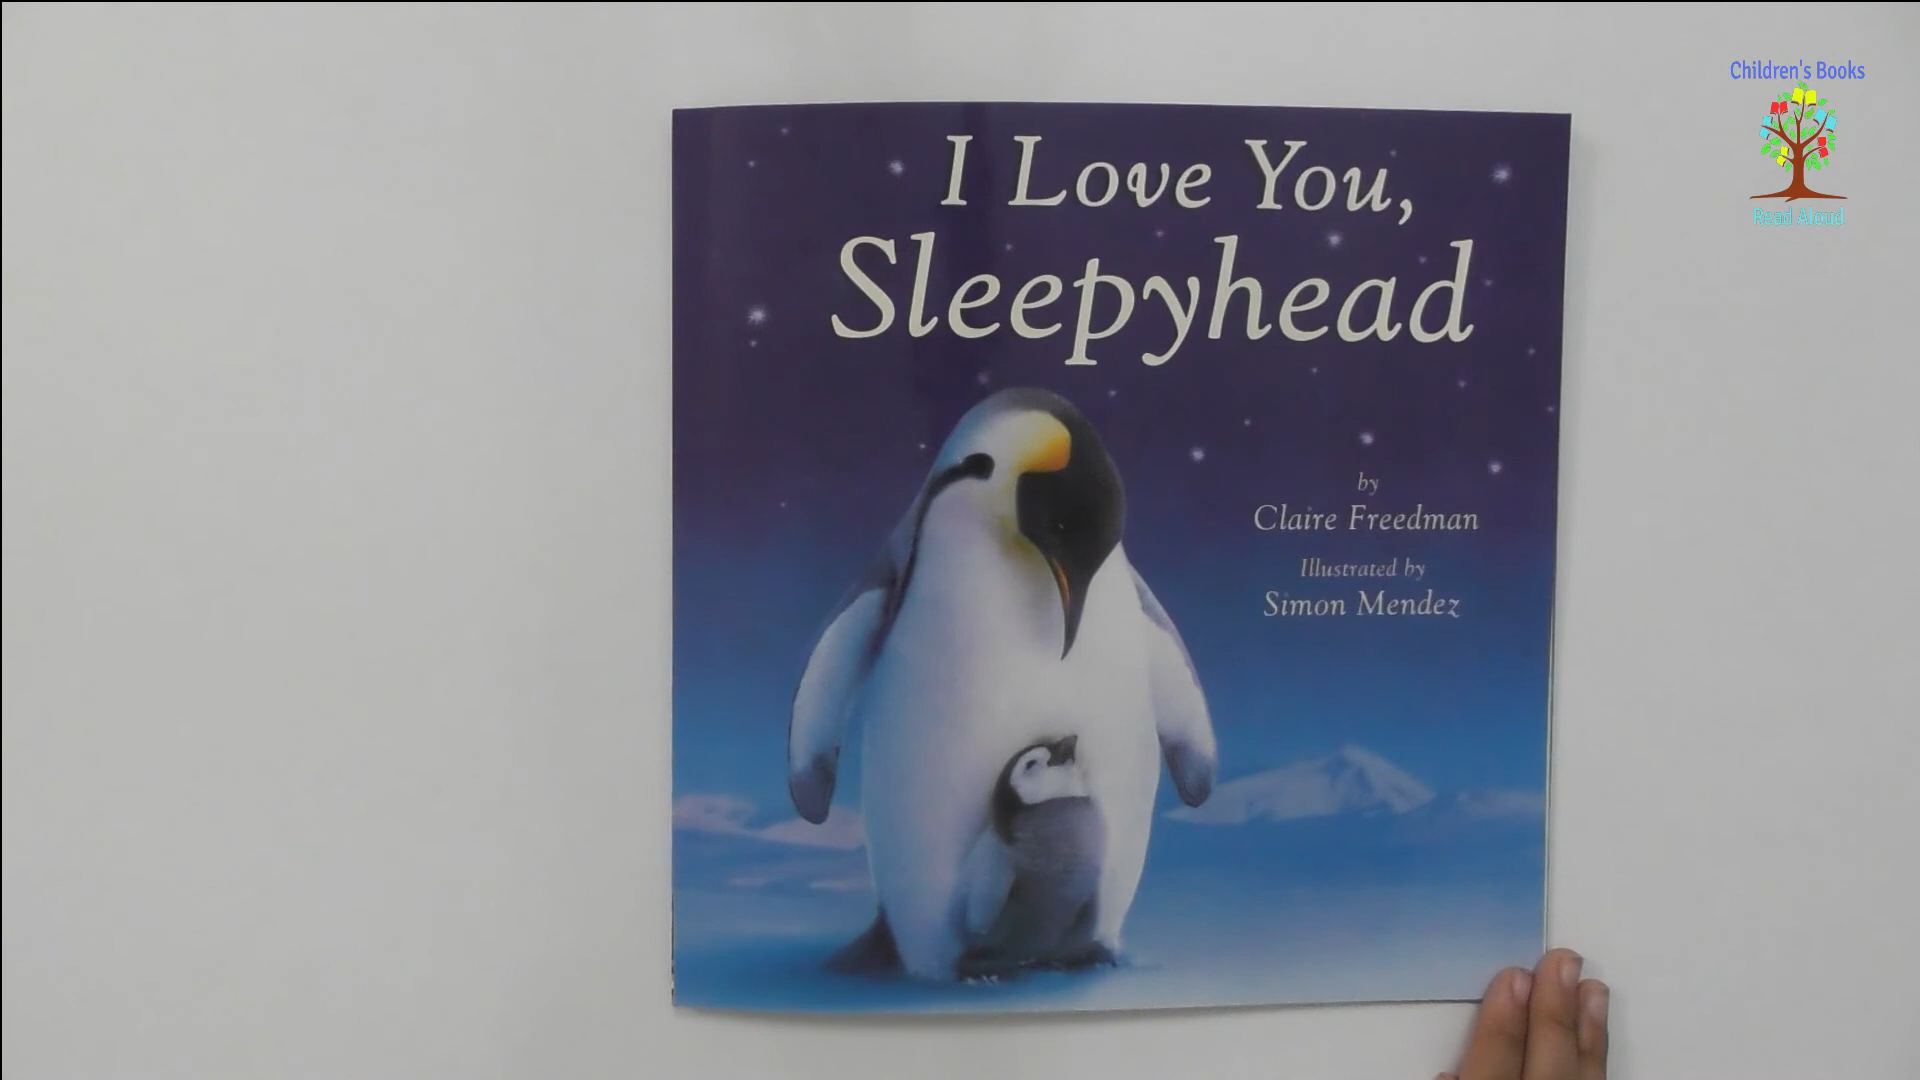 Children's Books
Read Aloud
I Love You,
Sleepyhead
by
Claire Freedman
Illustrated by
Simon Mendez